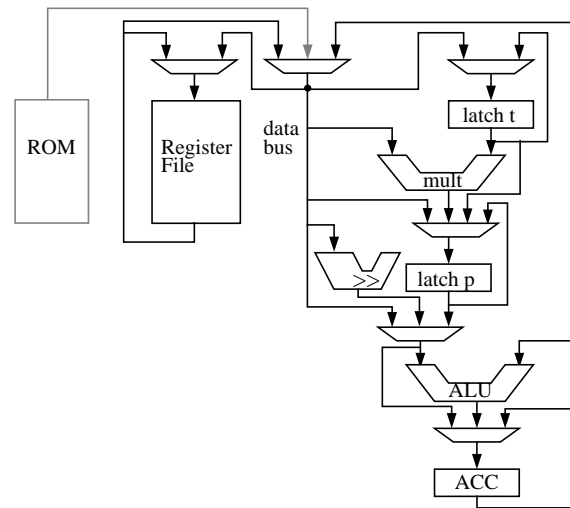 latch t
data
bus
ROM
Register
File
mult
>>
latch p
ALU
ACC